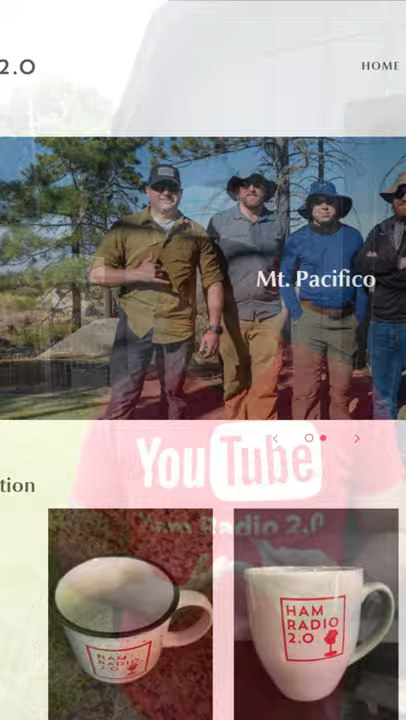 2.0
HOME
Mt. Pacifico
YouTube
tion
Ham Radio 2.0
HAM
RADIO
2.0
HAM
RADIO
2.0